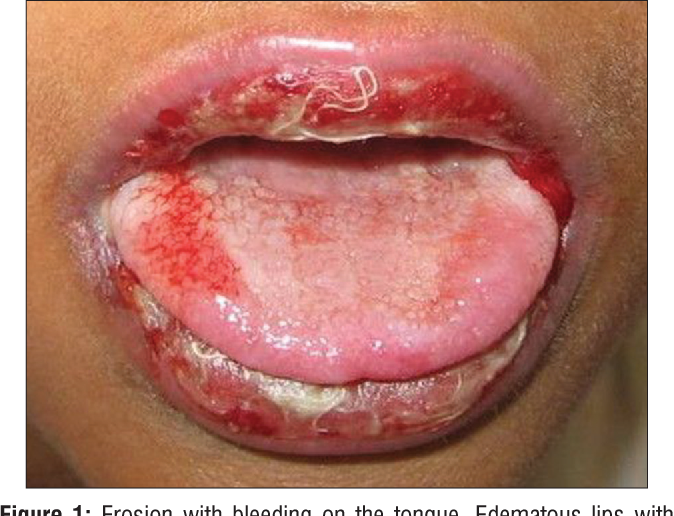 Figure 1: Erosion with bleeding on the tongue. Edematous lips with